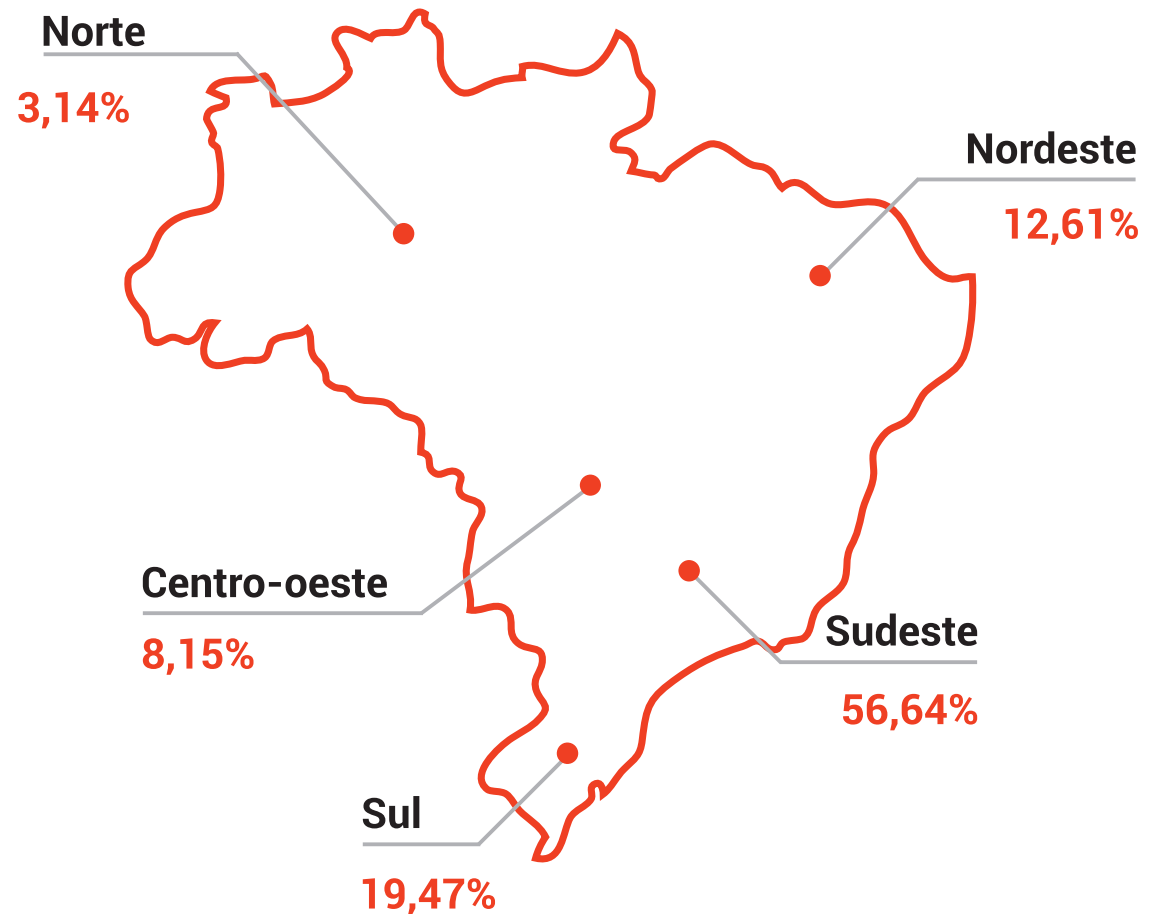 Norte
3,14%
Nordeste
12,61%
Centro-oeste
8,15%
Sudeste
56,64%
Sul
19,47%